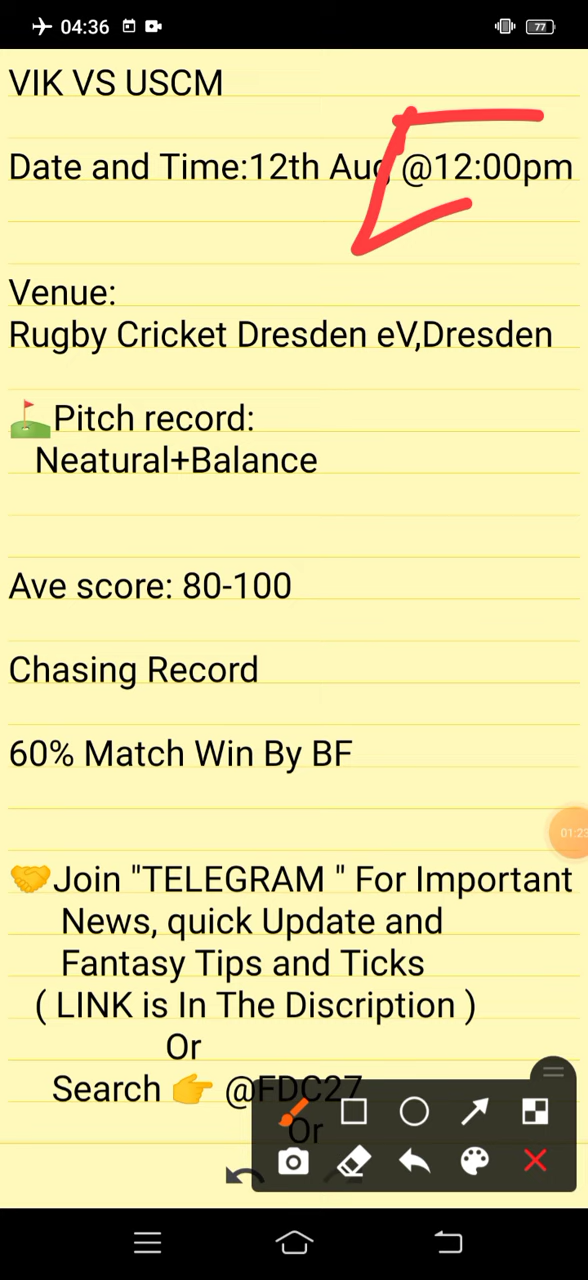 04:36
77
VIK VS USCM
Date and Time:12th Aug @12:00pm
Venue:
Rugby Cricket Dresden eV,Dresden
Pitch record:
Neatural+Balance
Ave score: 80-100
Chasing Record
60% Match Win By BF
Join "TELEGRAM " For Important
News, quick Update and
Fantasy Tips and Ticks
( LINK is In The Discription )
Or
Search 👉 @FDC27
Or